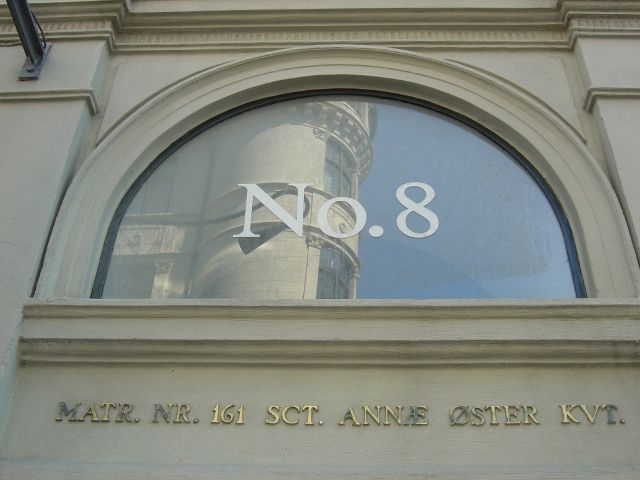 No.8
MATR. NR. 161 SCT. ANNÆ ØSTER KVT.